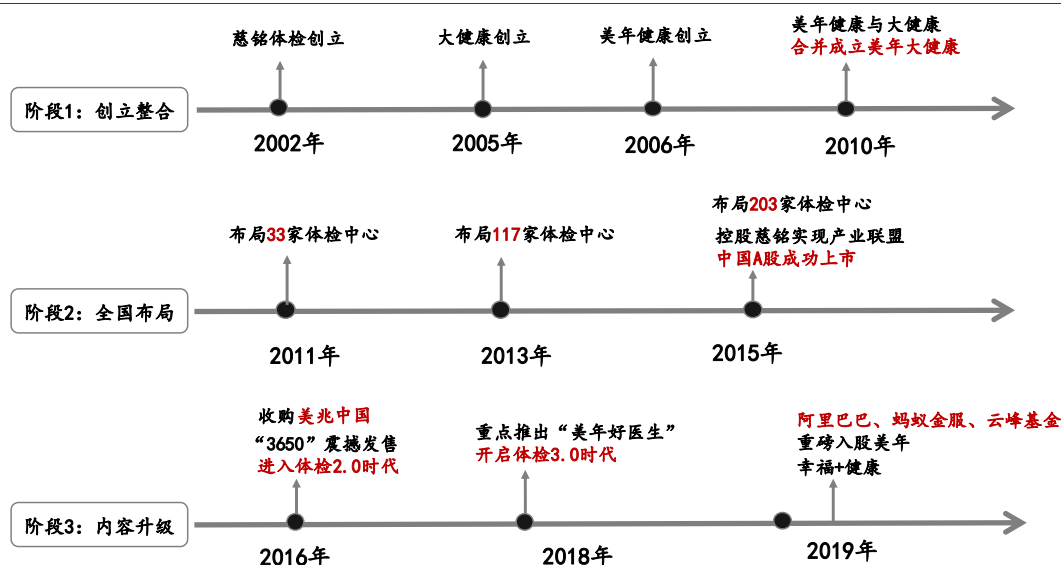 慈铭体检创立
大健康创立
美年健康创立
美年健康与大健康
合并成立美年大健康
阶段1：创立整合
2002年
2005年
2006年
2010年
布局33家体检中心
布局117家体检中心
布局203家体检中心
控股慈铭实现产业联盟
中国A股成功上市
阶段2：全国布局
2011年
2013年
2015年
收购美兆中国
“3650”震撼发售
进入体检2.0时代
重点推出“美年好医生”
开启体检3.0时代
阿里巴巴、蚂蚁金服、云峰基金
重磅入股美年
幸福+健康
阶段3：内容升级
2016年
2018年
2019年